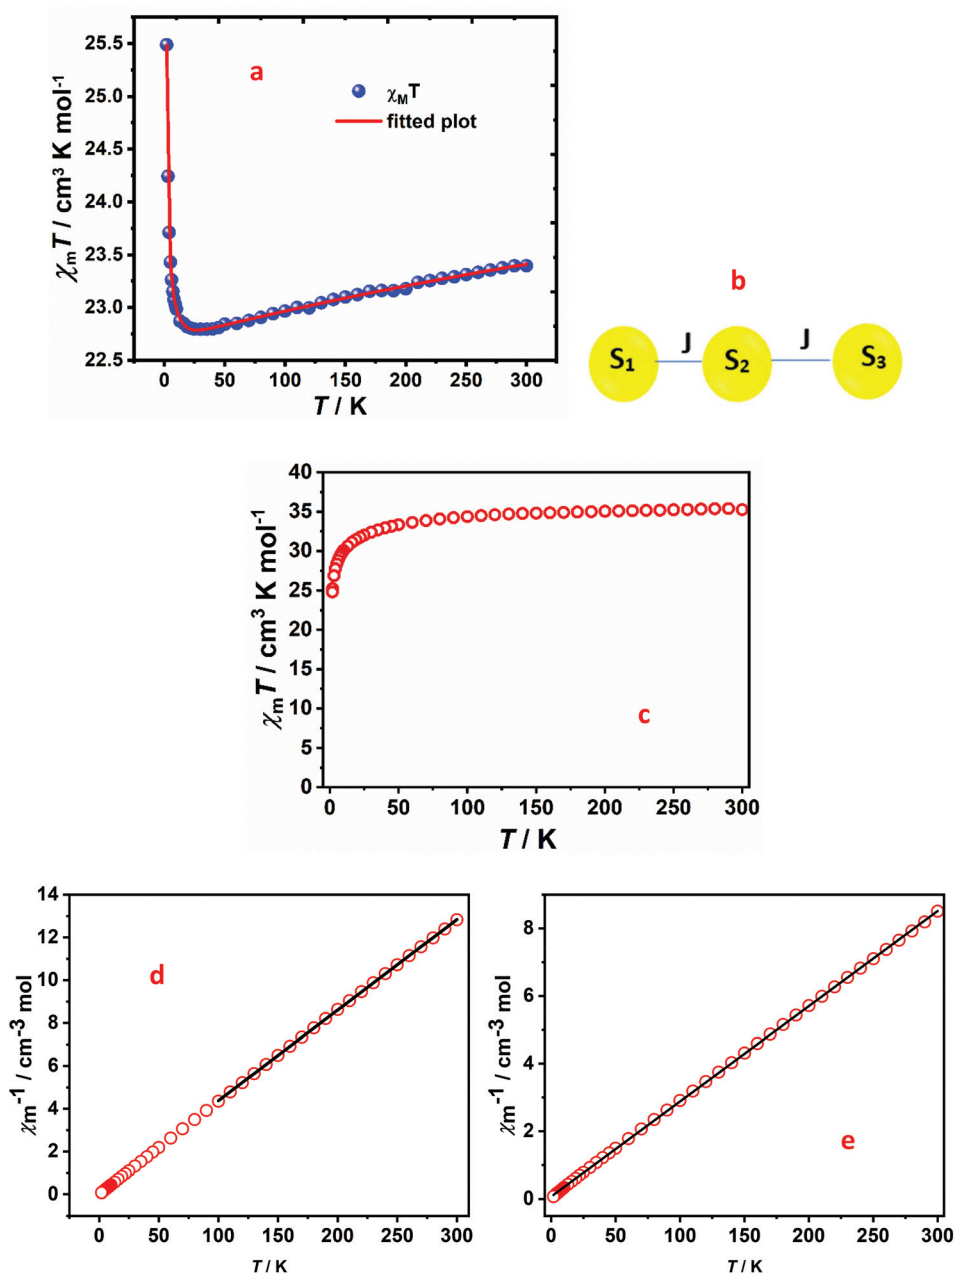 a
χₘT / cm³ K mol⁻¹
25.5
25.0
24.5
24.0
23.5
23.0
22.5
χMT
fitted plot
0 50 100 150 200 250 300
T / K
b
S₁ J S₂ J S₃
χₘT / cm³ K mol⁻¹
40
35
30
25
20
15
10
5
0
c
0 50 100 150 200 250 300
T / K
χm⁻¹ / cm⁻³ mol
14
12
10
8
6
4
2
0
d
0 50 100 150 200 250 300
T / K
χm⁻¹ / cm⁻³ mol
8
6
4
2
0
e
0 50 100 150 200 250 300
T / K